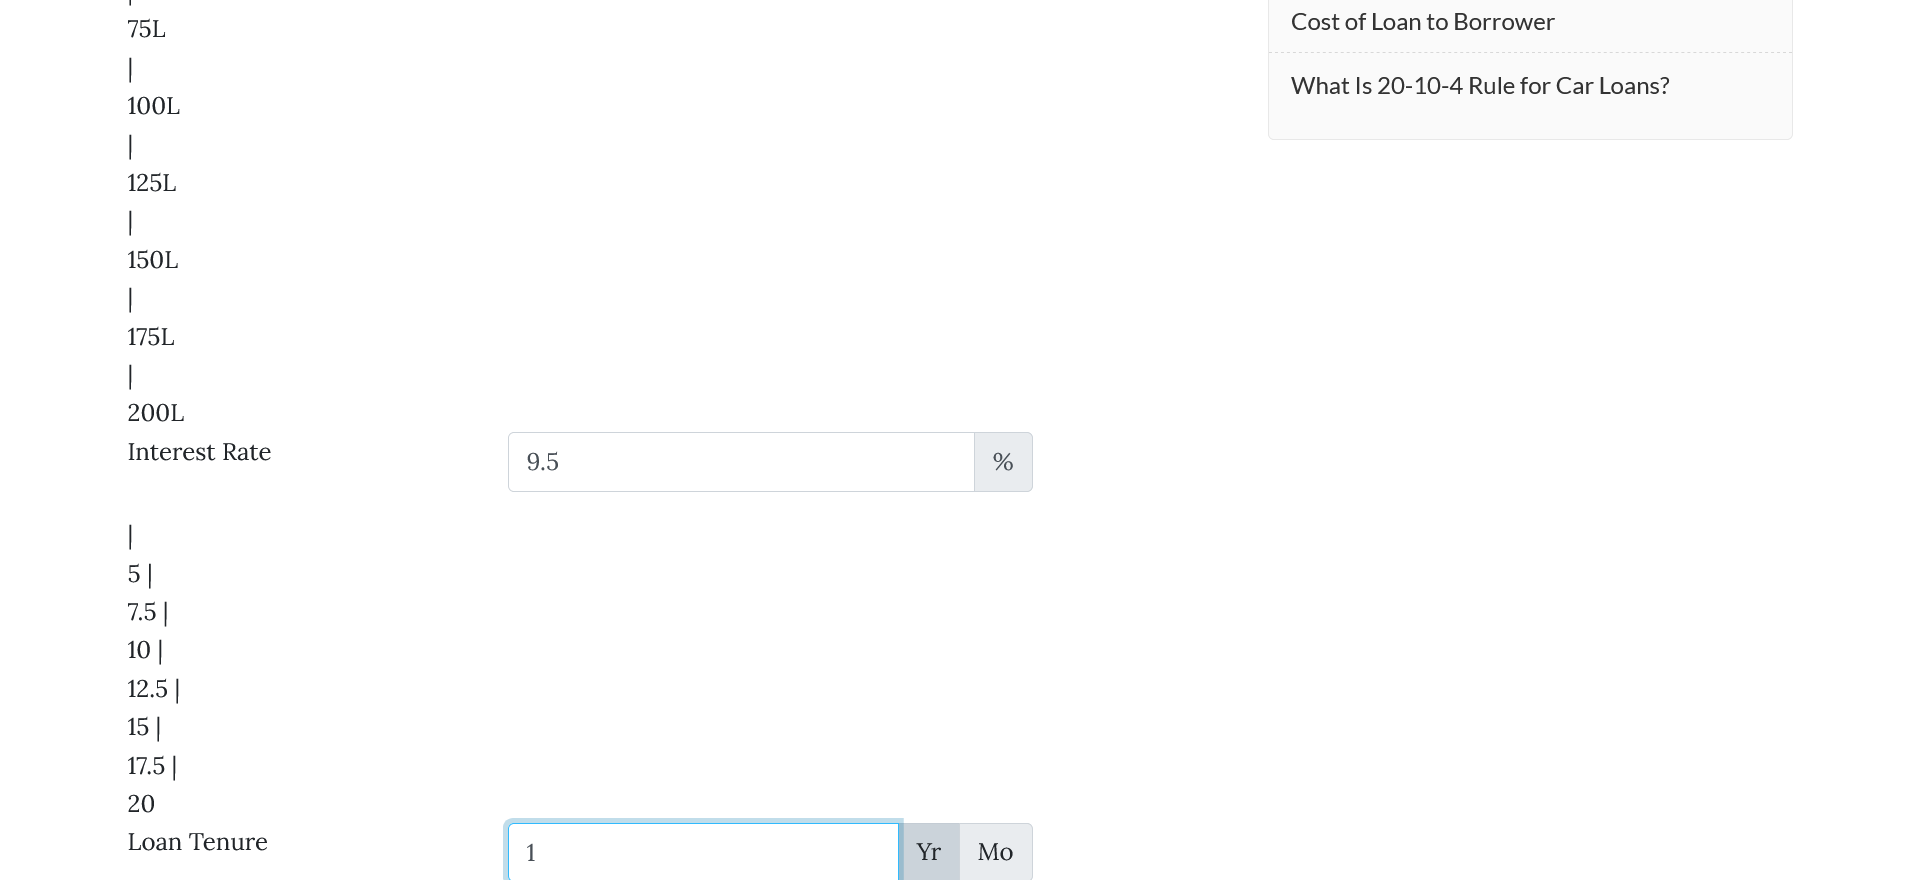 |
75L
|
100L
|
125L
|
150L
|
175L
|
200L
Interest Rate
9.5 %
|
5 |
7.5 |
10 |
12.5 |
15 |
17.5 |
20
Loan Tenure
1 Yr Mo
Cost of Loan to Borrower
What Is 20-10-4 Rule for Car Loans?